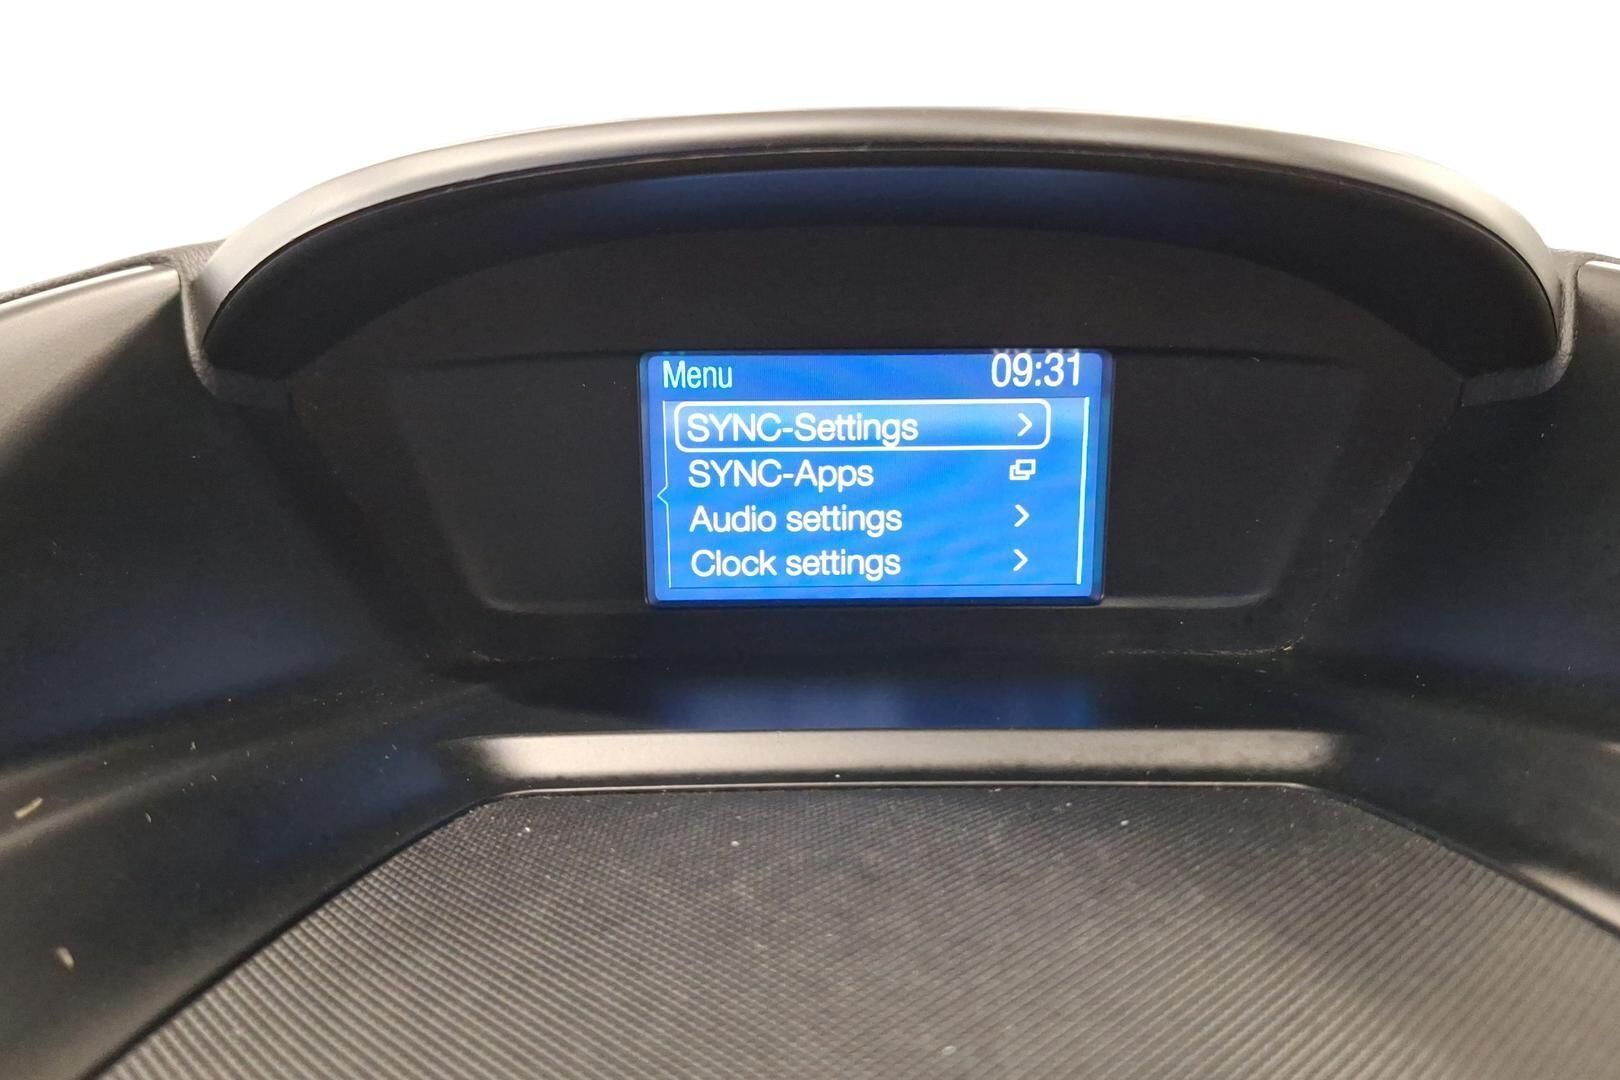 Menu 09:31
SYNC-Settings
SYNC-Apps
Audio settings
Clock settings